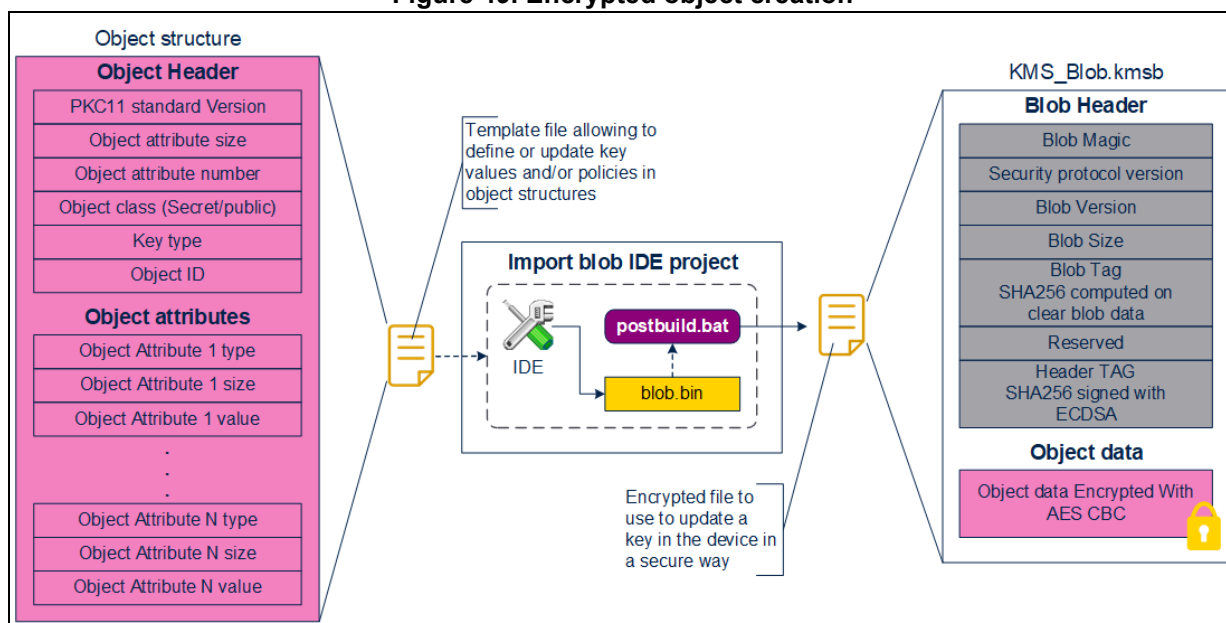 Object structure
Object Header
PKC11 standard Version
Object attribute size
Object attribute number
Object class (Secret/public)
Key type
Object ID
Object attributes
Object Attribute 1 type
Object Attribute 1 size
Object Attribute 1 value
.
.
.
Object Attribute N type
Object Attribute N size
Object Attribute N value
Template file allowing to
define or update key
values and/or policies in
object structures
Import blob IDE project
IDE
postbuild.bat
blob.bin
Encrypted file to
use to update a
key in the device in
a secure way
KMS_Blob.kmsb
Blob Header
Blob Magic
Security protocol version
Blob Version
Blob Size
Blob Tag
SHA256 computed on
clear blob data
Reserved
Header TAG
SHA256 signed with
ECDSA
Object data
Object data Encrypted With
AES CBC